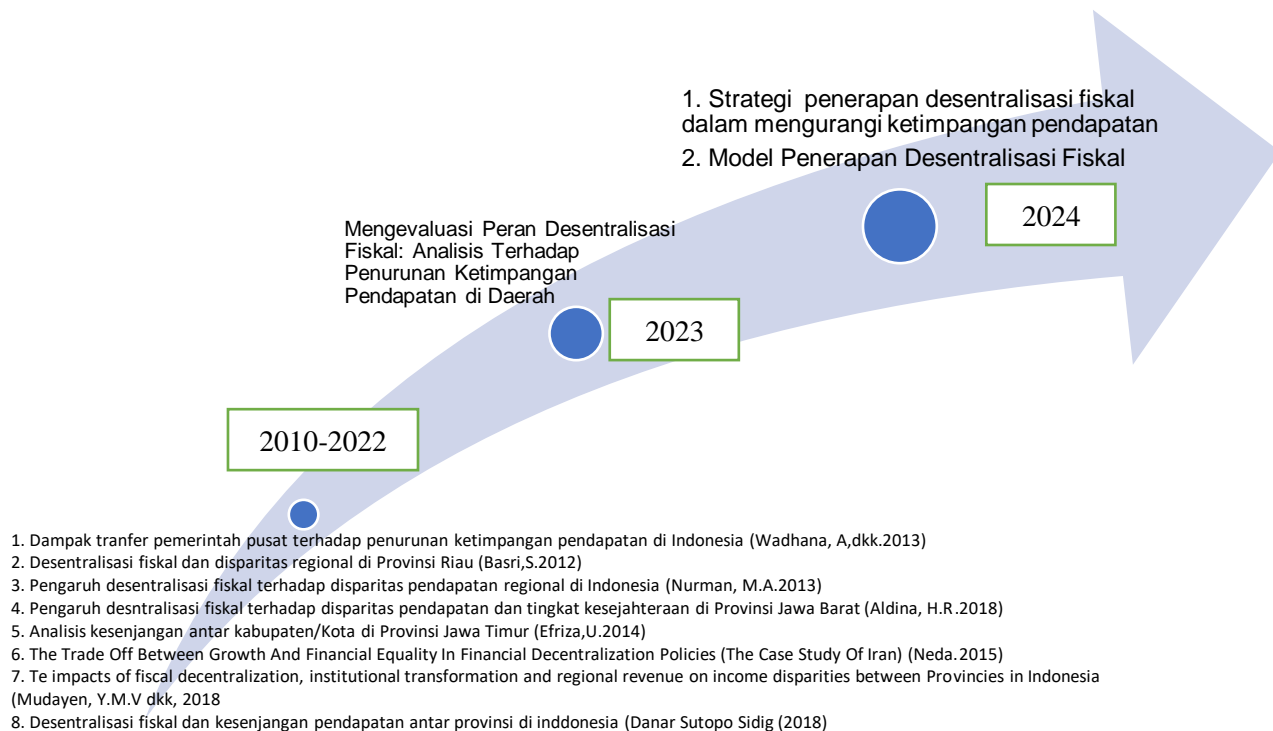 1. Strategi penerapan desentralisasi fiskal
dalam mengurangi ketimpangan pendapatan
2. Model Penerapan Desentralisasi Fiskal
2024
Mengevaluasi Peran Desentralisasi
Fiskal: Analisis Terhadap
Penurunan Ketimpangan
Pendapatan di Daerah
2023
2010-2022
1. Dampak tranfer pemerintah pusat terhadap penurunan ketimpangan pendapatan di Indonesia (Wadhana, A,dkk.2013)
2. Desentralisasi fiskal dan disparitas regional di Provinsi Riau (Basri,S.2012)
3. Pengaruh desentralisasi fiskal terhadap disparitas pendapatan regional di Indonesia (Nurman, M.A.2013)
4. Pengaruh desntralisasi fiskal terhadap disparitas pendapatan dan tingkat kesejahteraan di Provinsi Jawa Barat (Aldina, H.R.2018)
5. Analisis kesenjangan antar kabupaten/Kota di Provinsi Jawa Timur (Efriza,U.2014)
6. The Trade Off Between Growth And Financial Equality In Financial Decentralization Policies (The Case Study Of Iran) (Neda.2015)
7. Te impacts of fiscal decentralization, institutional transformation and regional revenue on income disparities between Provincies in Indonesia
(Mudayen, Y.M.V dkk, 2018
8. Desentralisasi fiskal dan kesenjangan pendapatan antar provinsi di inddonesia (Danar Sutopo Sidig (2018)